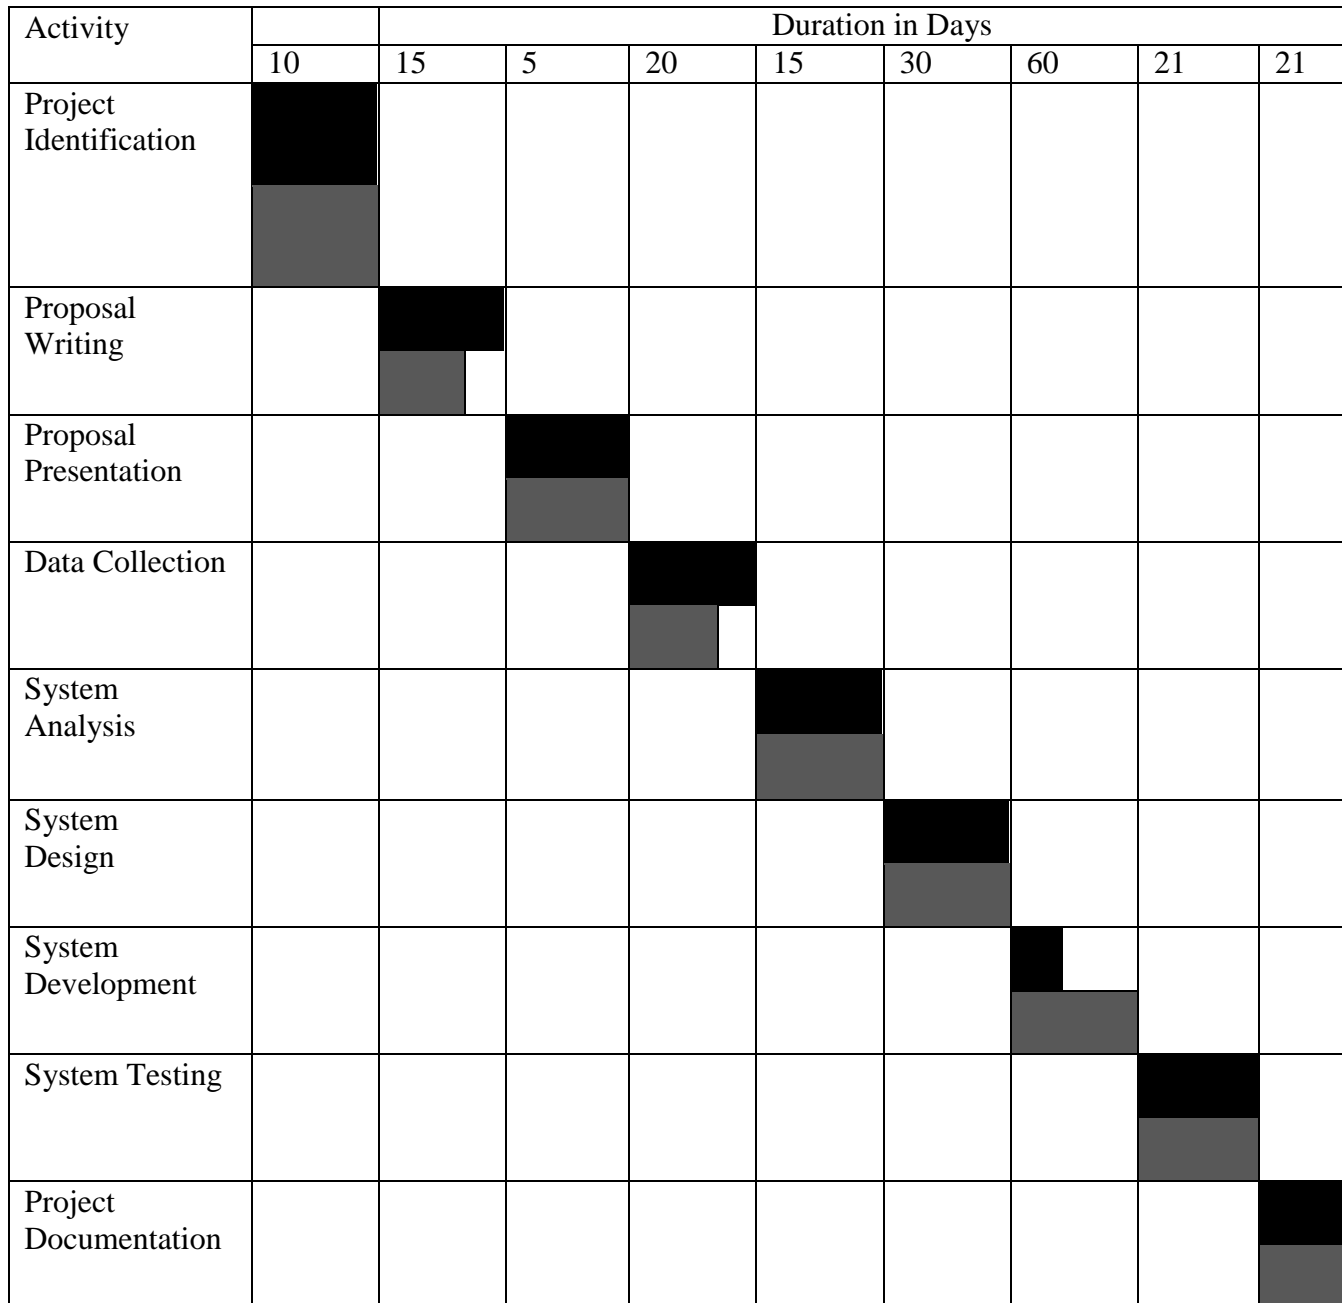 Activity
Duration in Days
10 15 5 20 15 30 60 21 21
Project
Identification
Proposal
Writing
Proposal
Presentation
Data Collection
System
Analysis
System
Design
System
Development
System Testing
Project
Documentation